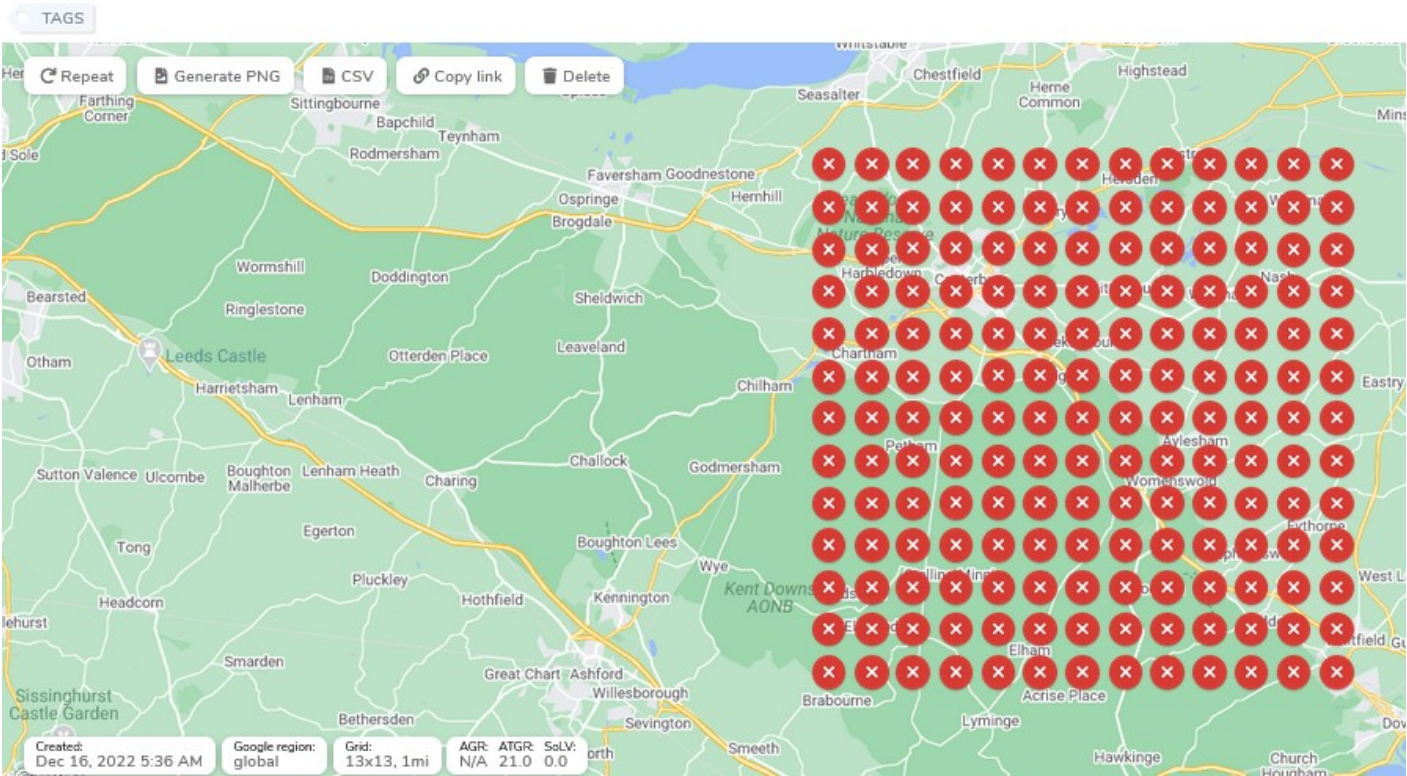 TAGS
Whitstable
Repeat
Generate PNG
CSV
Copy link
Delete
Chestfield
Highstead
Herne
Common
Seasalter
Farthing
Corner
Sittingbourne
Bapchild
Teynham
Rodmersham
Faversham Goodnestone
Ospringe
Hernhill
Brogdale
Wormshill
Doddington
Bearsted
Ringlestone
Sheldwich
Harbledown
Otham
Leeds Castle
Otterden Place
Leaveland
Chartham
Harrietsham
Lenham
Chilham
Eastry
Petham
Aylesham
Sutton Valence
Ulcombe
Boughton
Malherbe
Lenham Heath
Charing
Challock
Godmersham
Womenswold
Egerton
Eythorne
Tong
Boughton Lees
Wye
Pluckley
Kent Downs
AONB
Headcorn
Hothfield
Kennington
Smarden
Elham
Great Chart
Ashford
Willesborough
Brabourne
Acrise Place
Sissinghurst
Castle Garden
Bethersden
Sevington
Lyminge
Smeeth
Hawkinge
Church
Hougham
Created:
Dec 16, 2022 5:36 AM
Google region:
global
Grid:
13x13, 1mi
AGR: ATGR: SoLV:
N/A 21.0 0.0